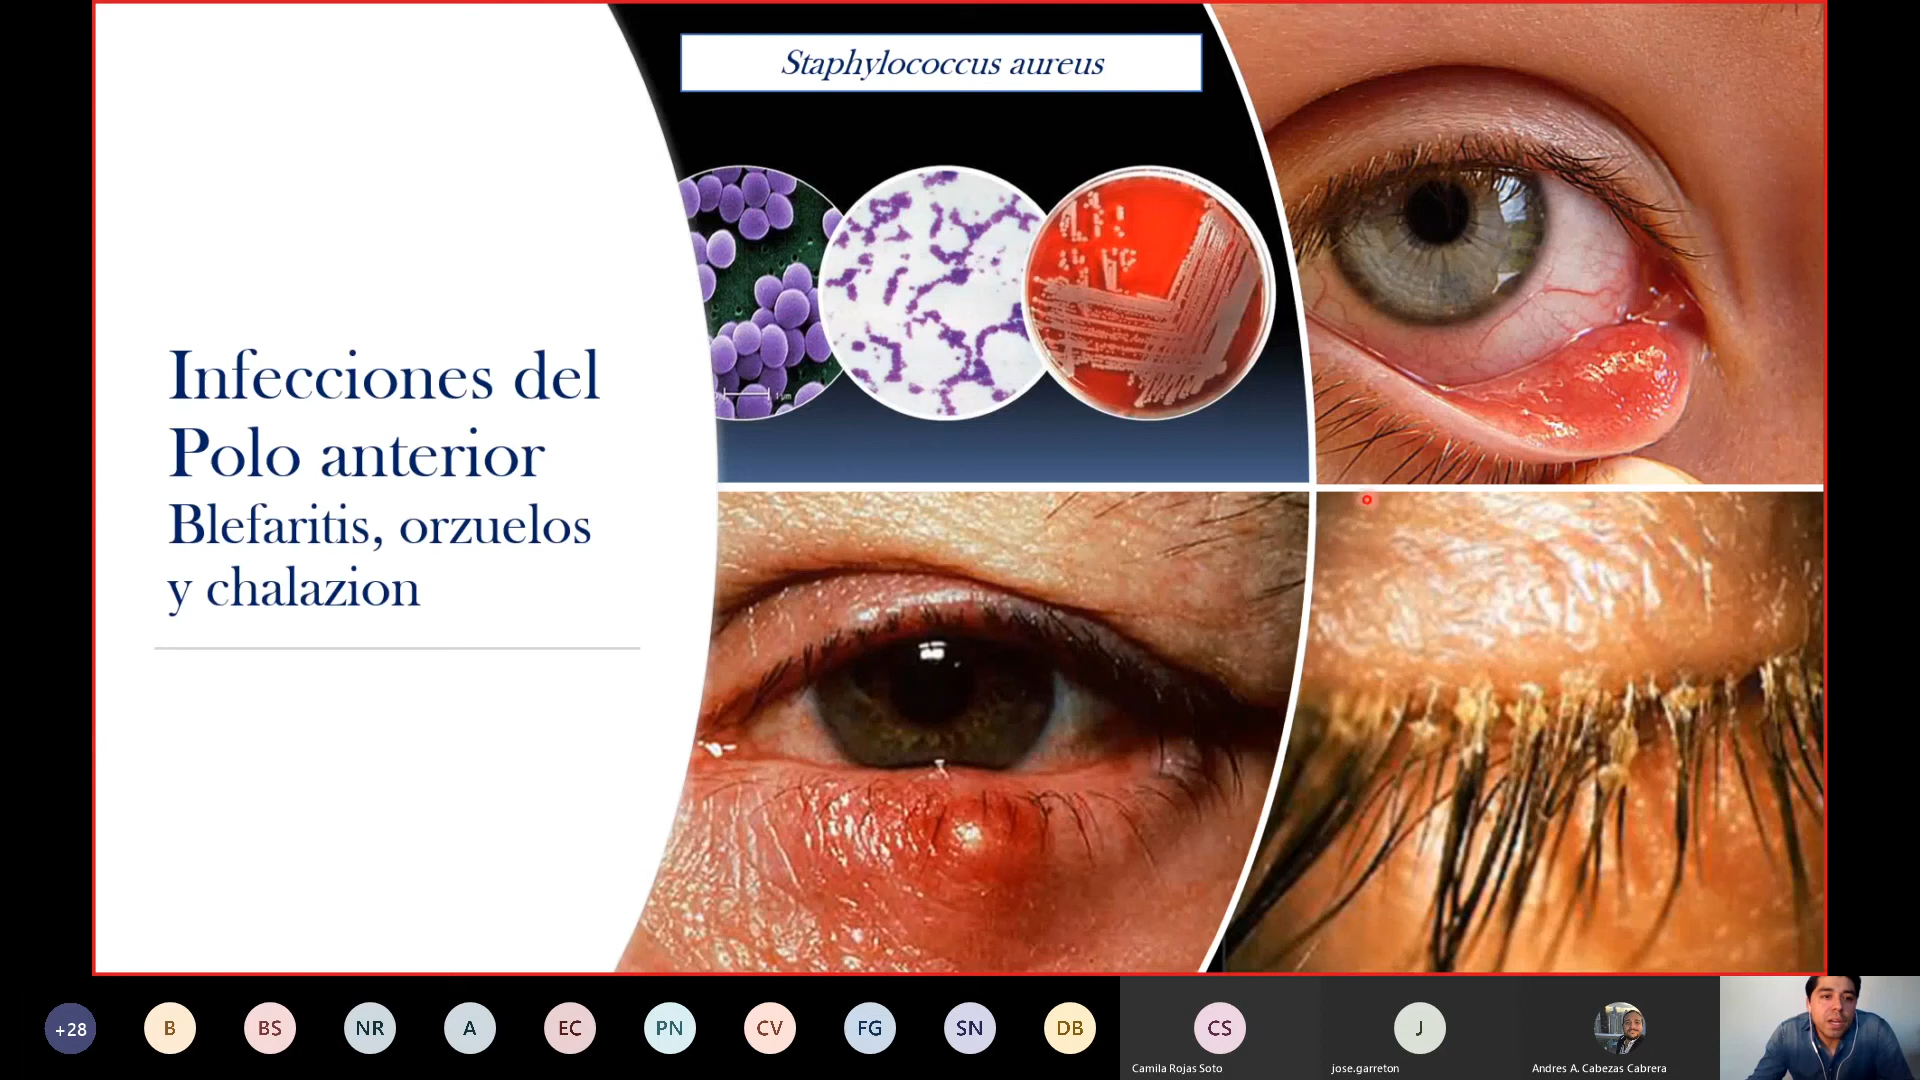 Staphylococcus aureus
Infecciones del
Polo anterior
Blefaritis, orzuelos
y chalazion
+28
B
BS
NR
A
EC
PN
CV
FG
SN
DB
CS
J
Camila Rojas Soto
jose.garreton
Andres A. Cabezas Cabrera